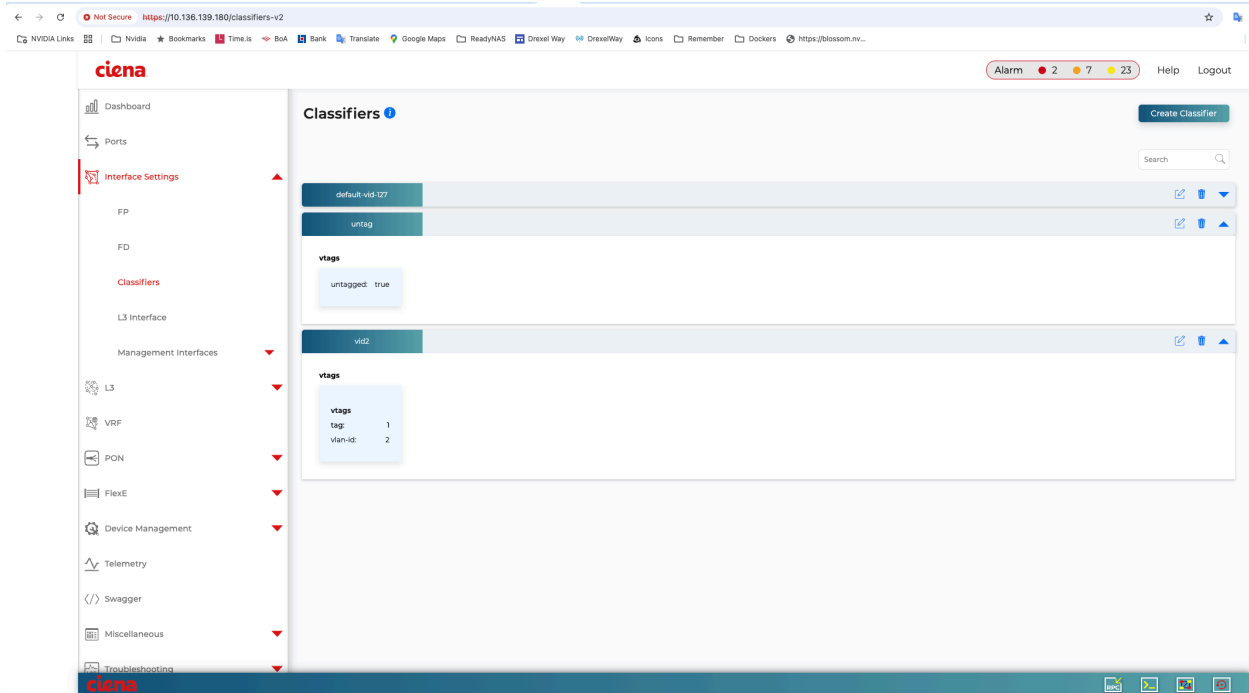 Not Secure https://10.136.139.180/classifiers-v2
NVIDIA Links Nvidia Bookmarks Time.is BoA Bank Translate Google Maps ReadyNAS Drexel Way DrexelWay Icons Remember Dockers https://blossom.nv...
ciena
Alarm 2 7 23 Help Logout
Dashboard
Ports
Interface Settings
FP
FD
Classifiers
L3 Interface
Management Interfaces
L3
VRF
PON
FlexE
Device Management
Telemetry
Swagger
Miscellaneous
Troubleshooting
Classifiers i
Create Classifier
Search
default-vid-127
untag
vtags
untagged: true
vid2
vtags
vtags
tag: 1
vlan-id: 2
ciena
RPC